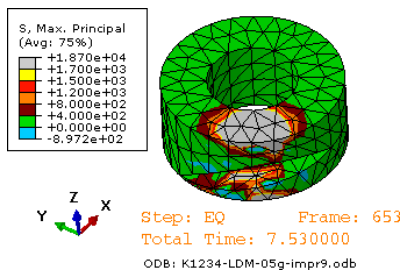 S, Max. Principal
(Avg: 75%)
+1.870e+04
+1.700e+03
+1.500e+03
+1.200e+03
+8.000e+02
+4.000e+02
+0.000e+00
-8.972e+02
Z
Y X
Step: EQ Frame: 653
Total Time: 7.530000
ODB: K1234-LDM-05g-impr9.odb